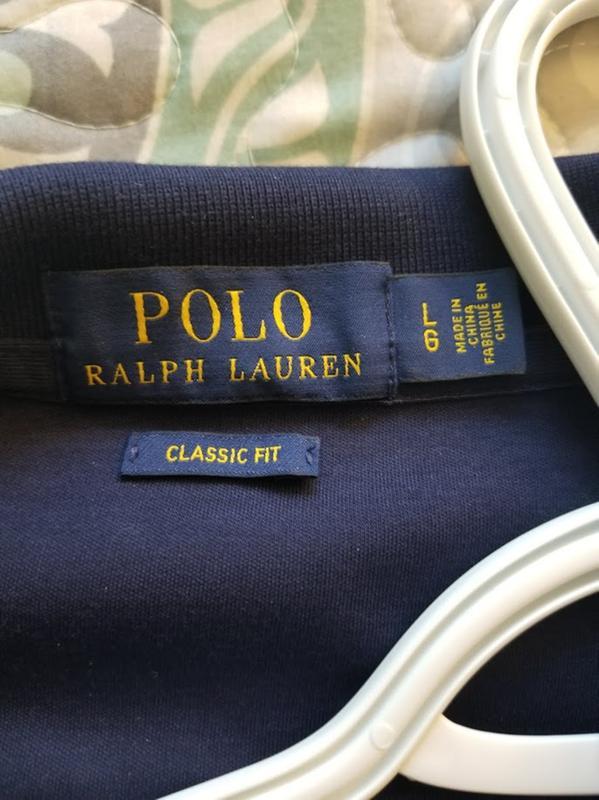 POLO
RALPH LAUREN
MADE IN
CHINA
FABRIQUÉ EN
CHINE
CLASSIC FIT